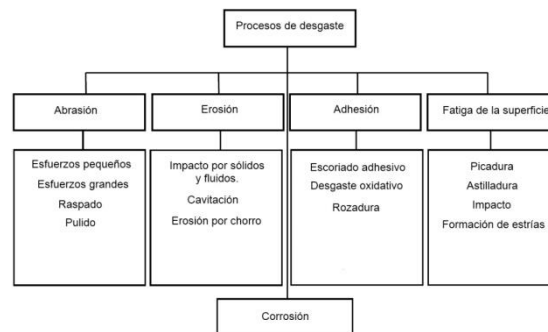 Procesos de desgaste
Abrasión
Erosión
Adhesión
Fatiga de la superficie
Esfuerzos pequeños
Esfuerzos grandes
Raspado
Pulido
Impacto por sólidos
y fluidos.
Cavitación
Erosión por chorro
Escoriado adhesivo
Desgaste oxidativo
Rozadura
Picadura
Astilladura
Impacto
Formación de estrías
Corrosión